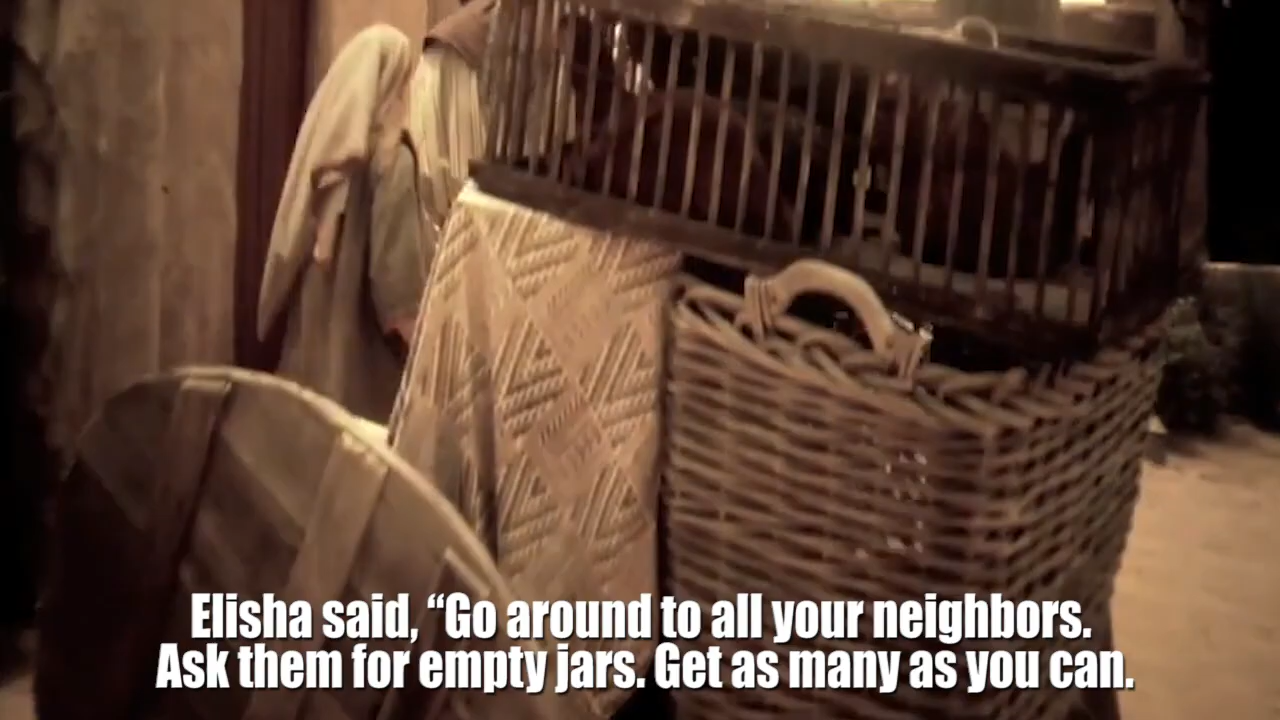 Elisha said, “Go around to all your neighbors.
Ask them for empty jars. Get as many as you can.